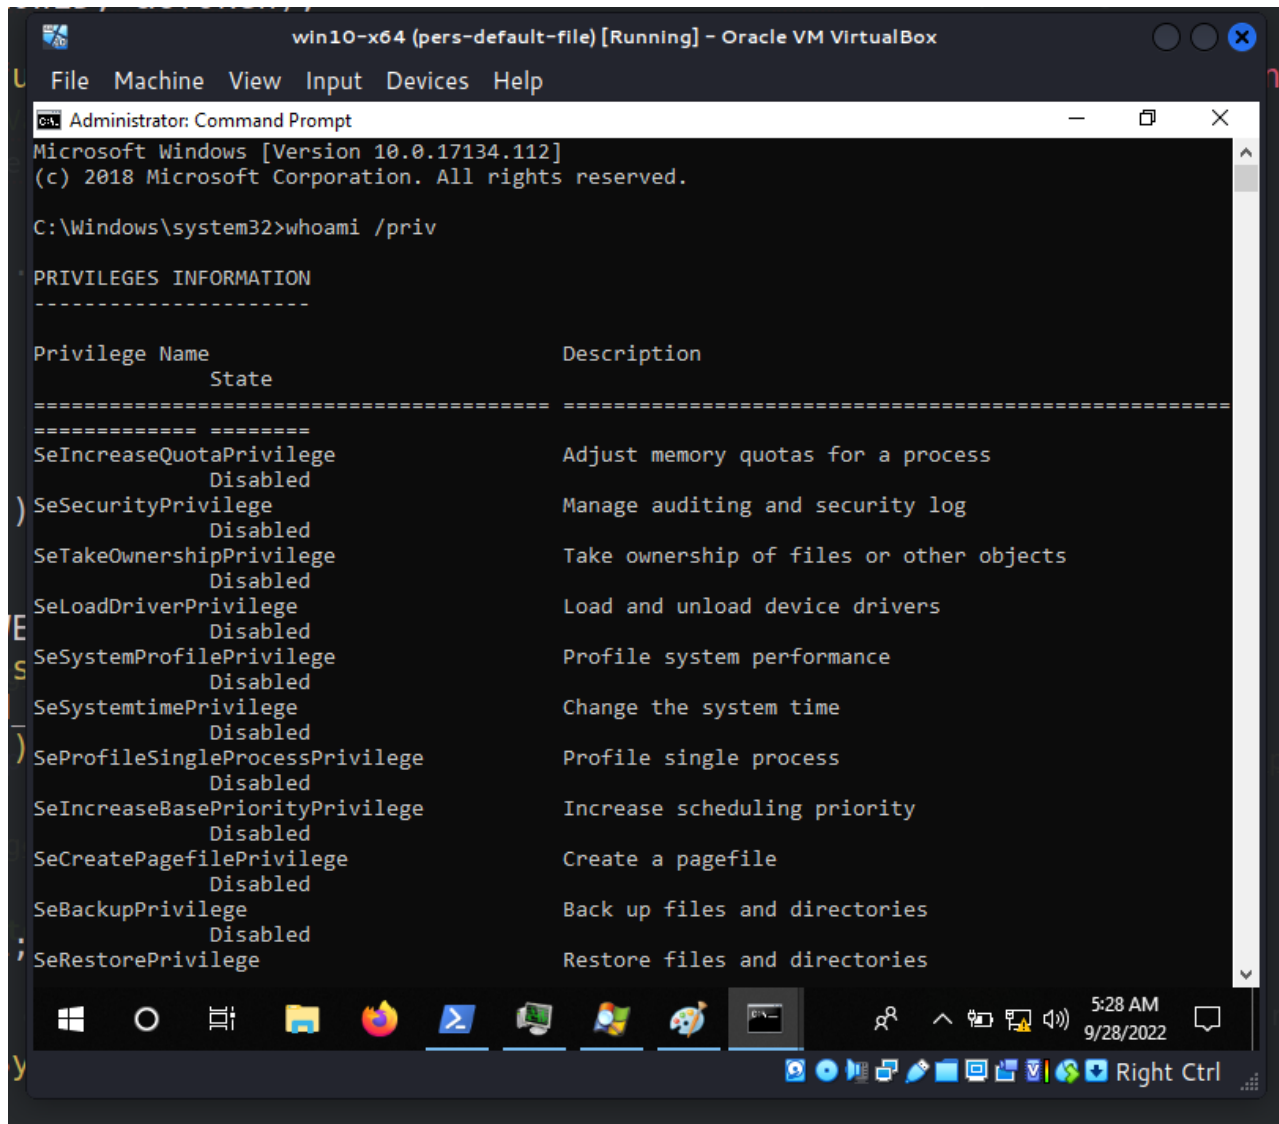 win10-x64 (pers-default-file) [Running] - Oracle VM VirtualBox
File Machine View Input Devices Help
Administrator: Command Prompt
Microsoft Windows [Version 10.0.17134.112]
(c) 2018 Microsoft Corporation. All rights reserved.
C:\Windows\system32>whoami /priv
PRIVILEGES INFORMATION
----------------------
Privilege Name Description
State
========================================= =====================================================
============= ========
SeIncreaseQuotaPrivilege Adjust memory quotas for a process
Disabled
SeSecurityPrivilege Manage auditing and security log
Disabled
SeTakeOwnershipPrivilege Take ownership of files or other objects
Disabled
SeLoadDriverPrivilege Load and unload device drivers
Disabled
SeSystemProfilePrivilege Profile system performance
Disabled
SeSystemtimePrivilege Change the system time
Disabled
SeProfileSingleProcessPrivilege Profile single process
Disabled
SeIncreaseBasePriorityPrivilege Increase scheduling priority
Disabled
SeCreatePagefilePrivilege Create a pagefile
Disabled
SeBackupPrivilege Back up files and directories
Disabled
SeRestorePrivilege Restore files and directories
5:28 AM
9/28/2022
Right Ctrl